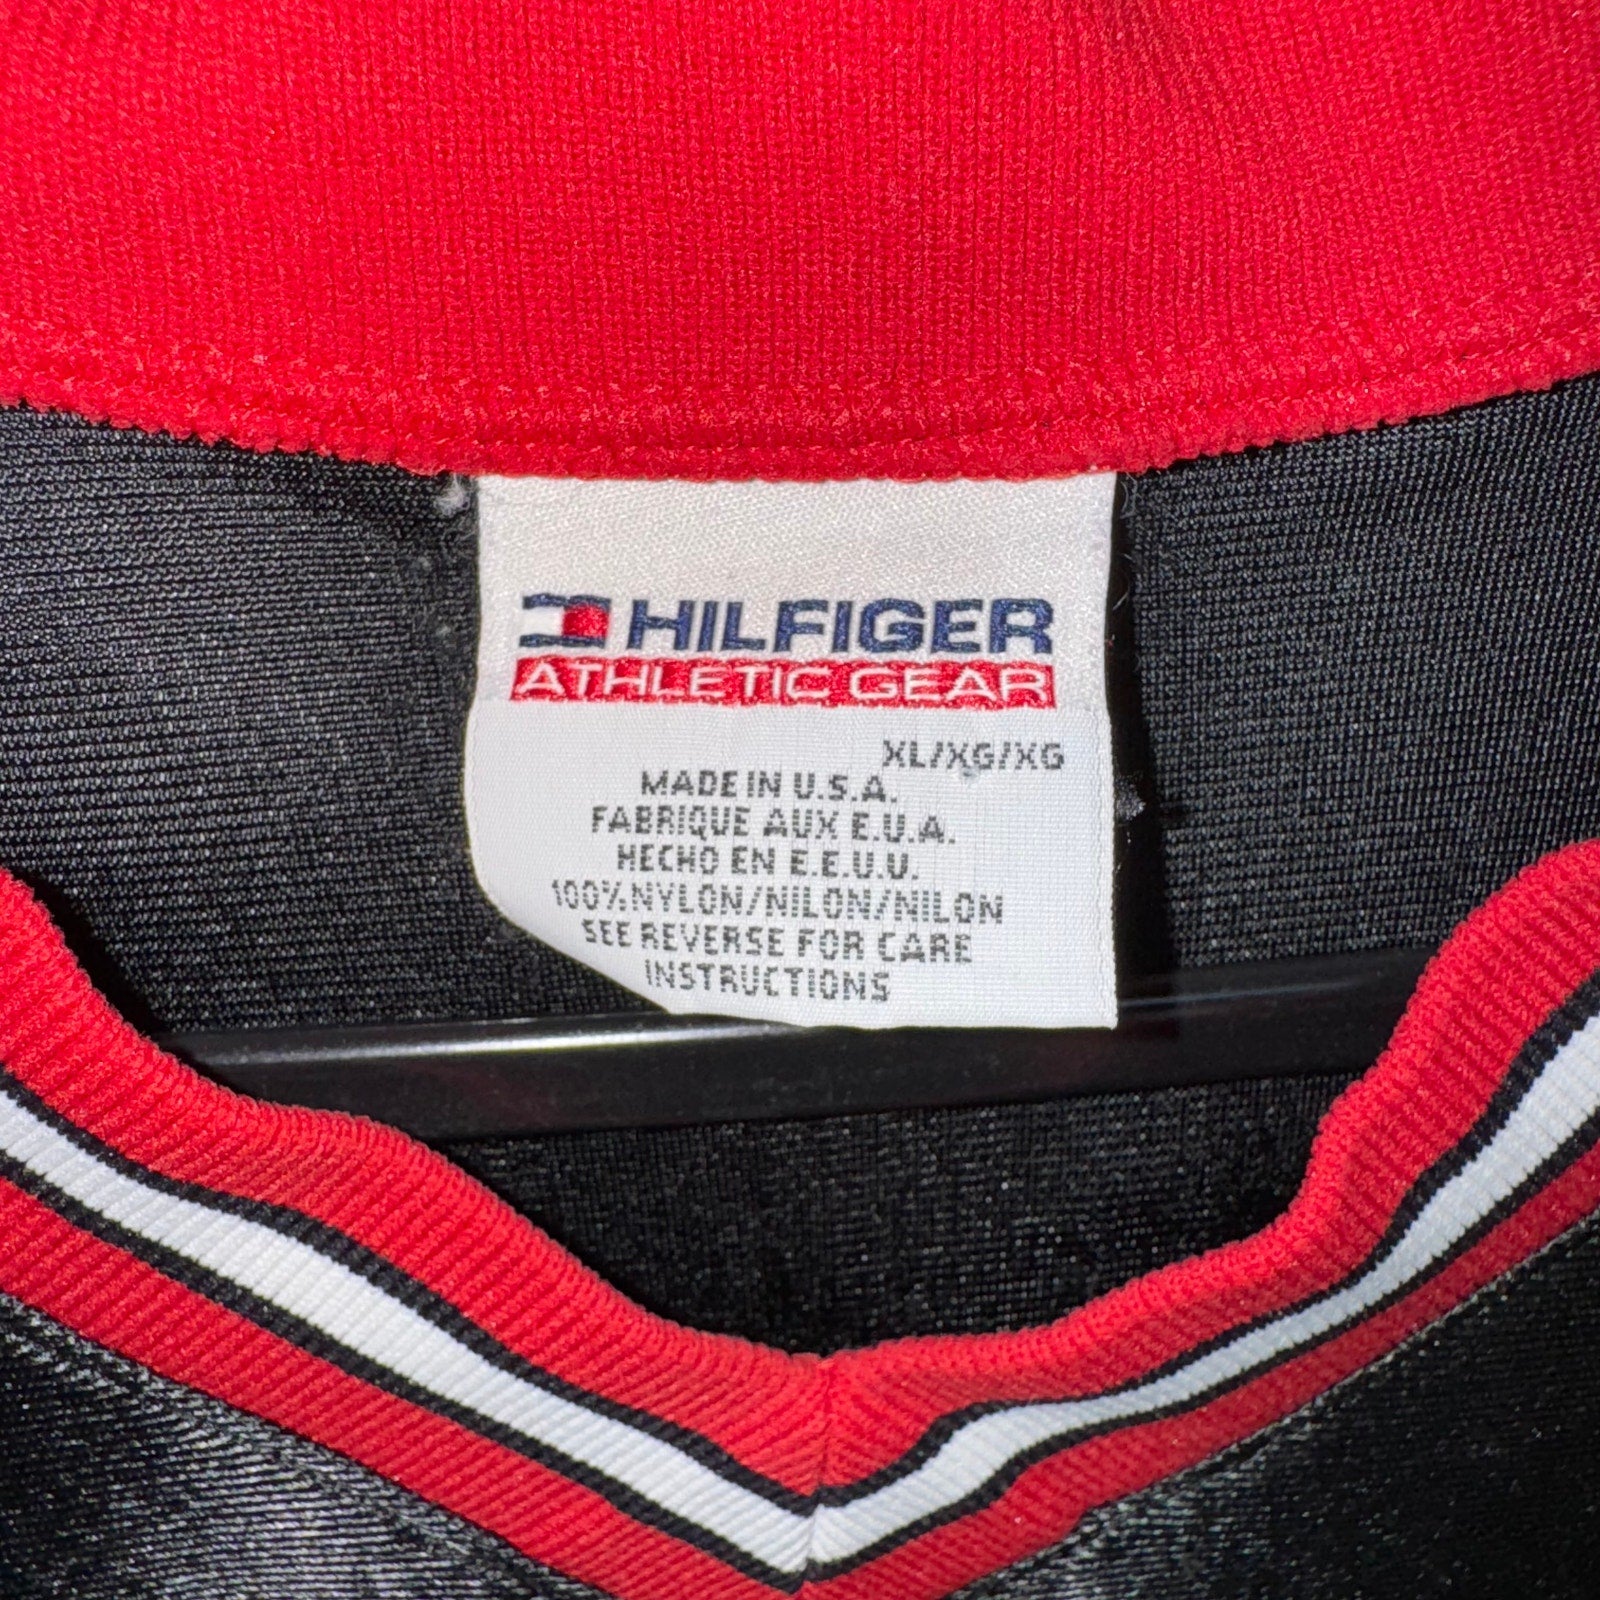 HILFIGER
ATHLETIC GEAR
XL/XG/XG
MADE IN U.S.A.
FABRIQUE AUX E.U.A.
HECHO EN E.E.U.U.
100% NYLON/NILON/NILON
SEE REVERSE FOR CARE
INSTRUCTIONS